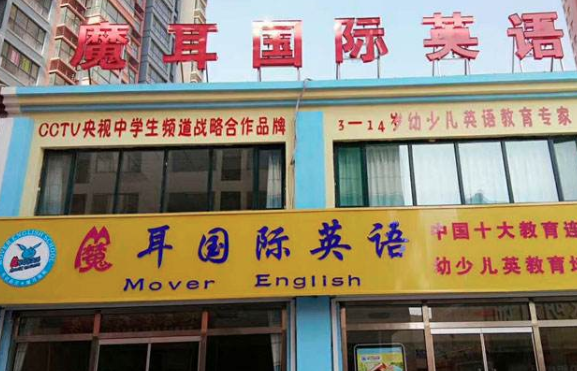 魔耳国际英语
CCTV央视中学生频道战略合作品牌
3—14岁幼少儿英语教育专家
魔耳国际英语
Mover English
中国十大教育连
幼少儿英教育